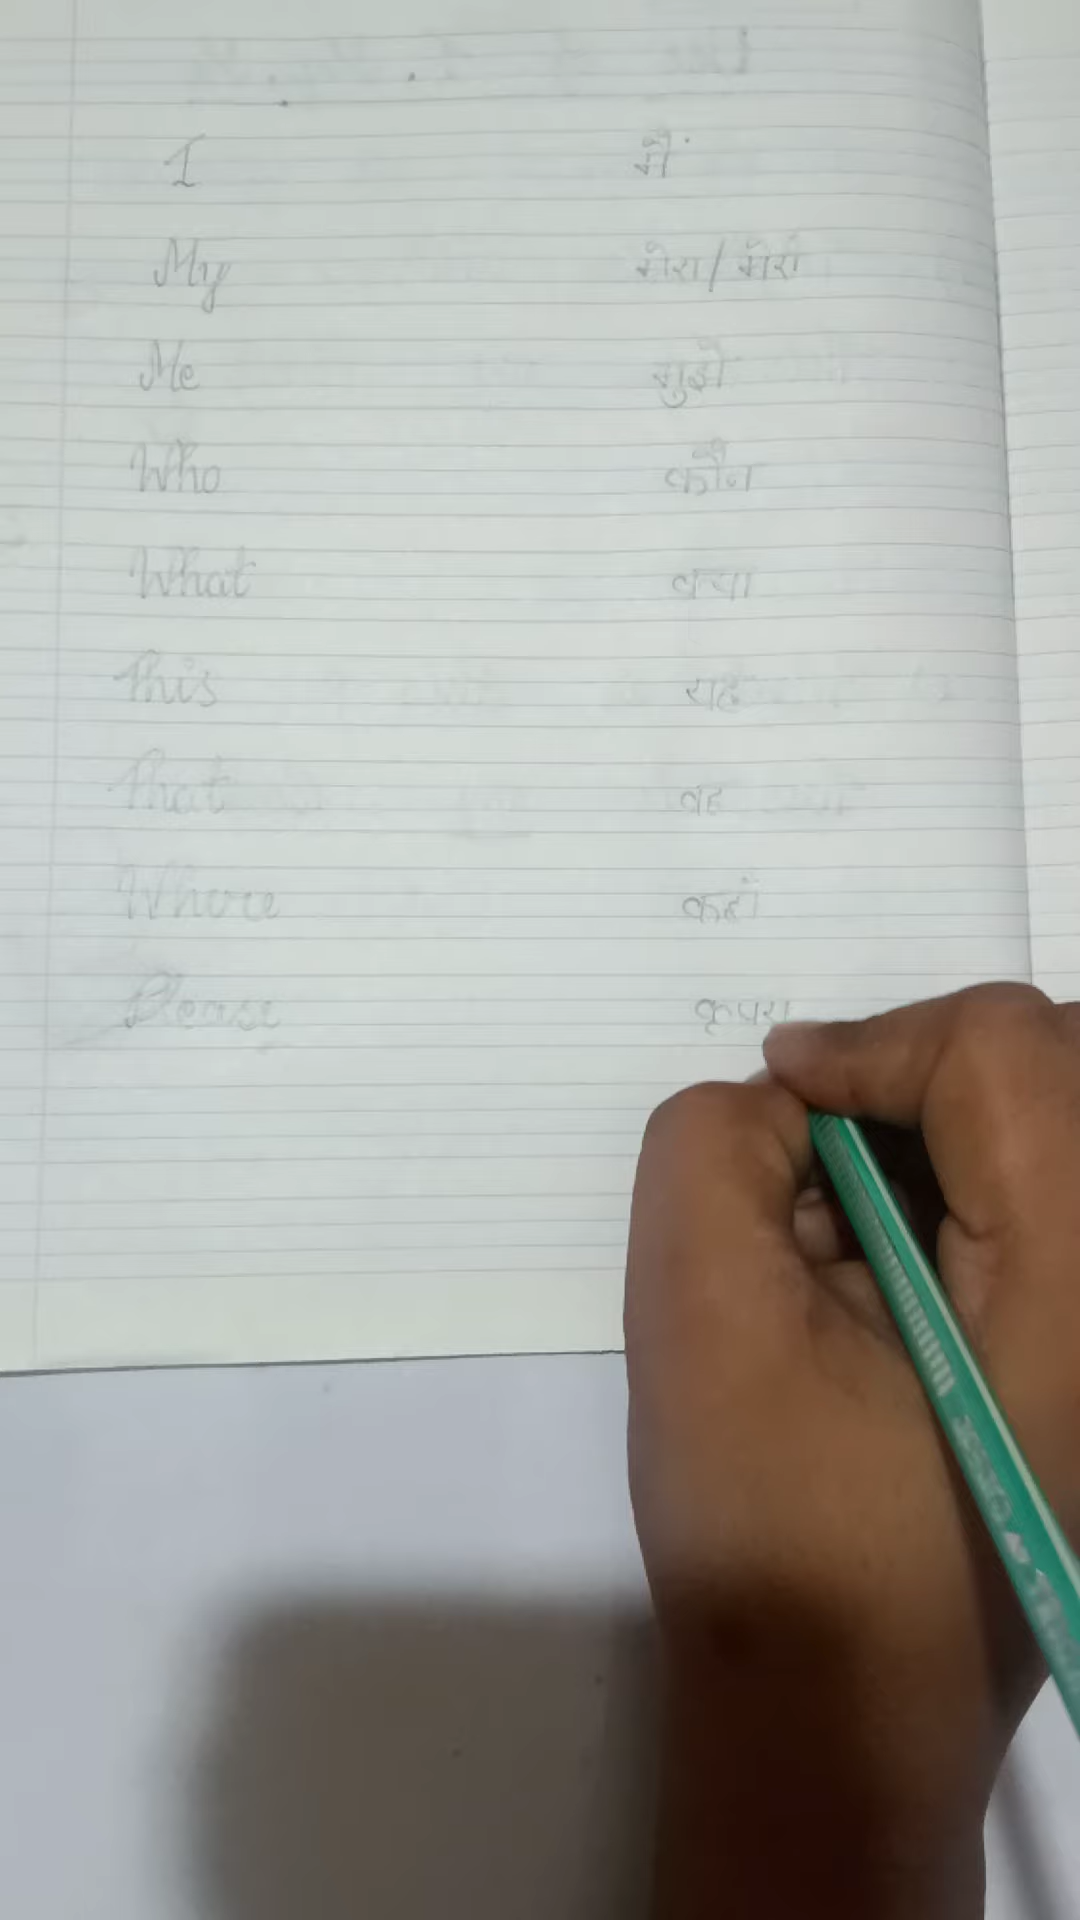 I मैं
My मेरा/मेरी
Me मुझे
Who कौन
What क्या
This यह
That वह
Where कहाँ
Please कृपया